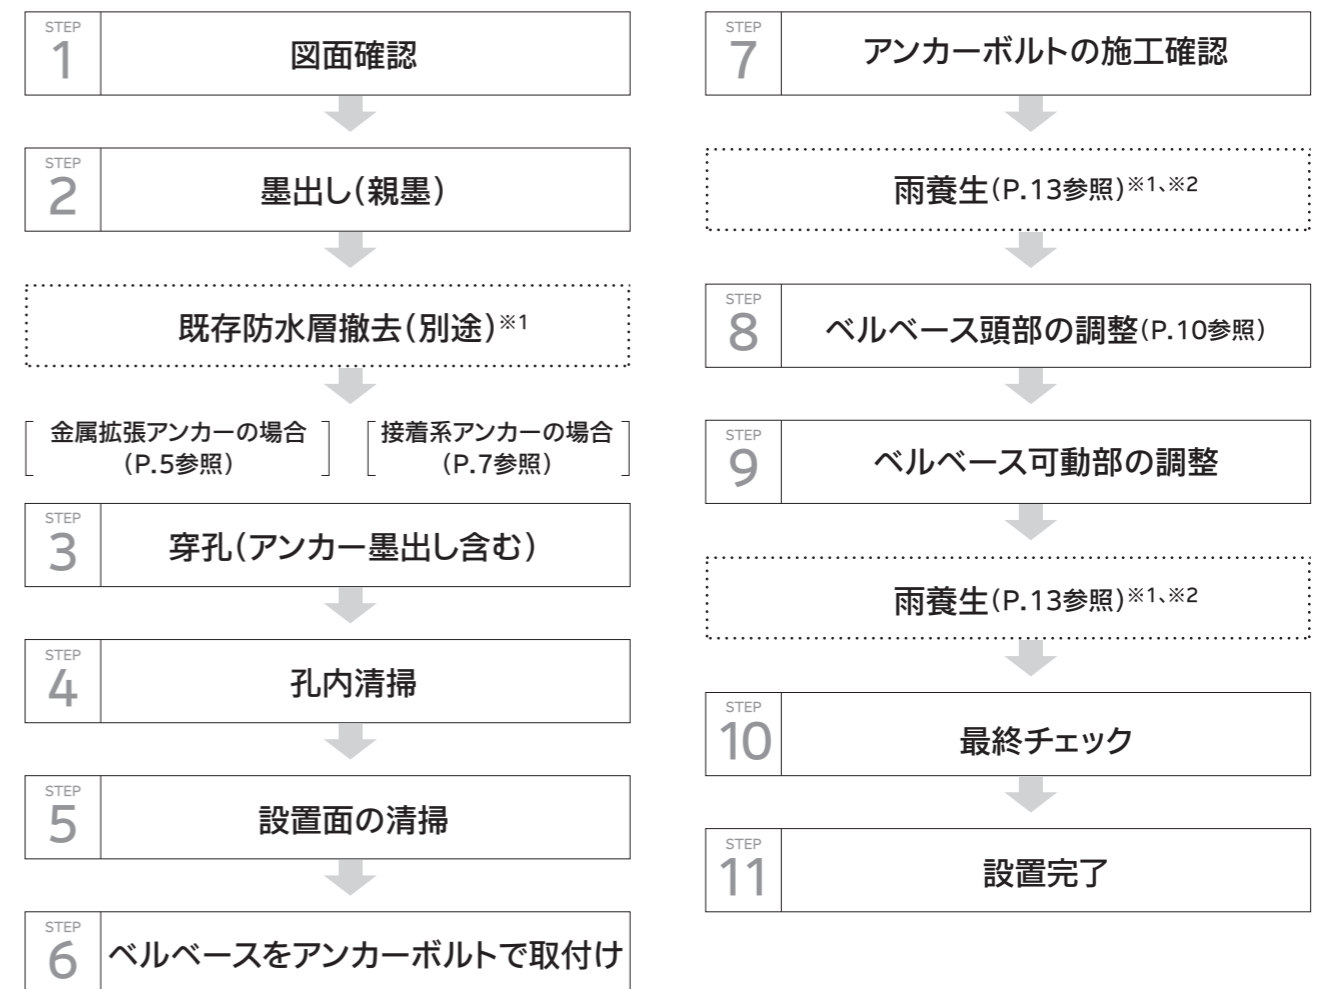 STEP
1
図面確認
STEP
2
墨出し(親墨)
既存防水層撤去(別途)※1
金属拡張アンカーの場合
(P.5参照)
接着系アンカーの場合
(P.7参照)
STEP
3
穿孔(アンカー墨出し含む)
STEP
4
孔内清掃
STEP
5
設置面の清掃
STEP
6
ベルベースをアンカーボルトで取付け
STEP
7
アンカーボルトの施工確認
雨養生(P.13参照)※1、※2
STEP
8
ベルベース頭部の調整(P.10参照)
STEP
9
ベルベース可動部の調整
雨養生(P.13参照)※1、※2
STEP
10
最終チェック
STEP
11
設置完了